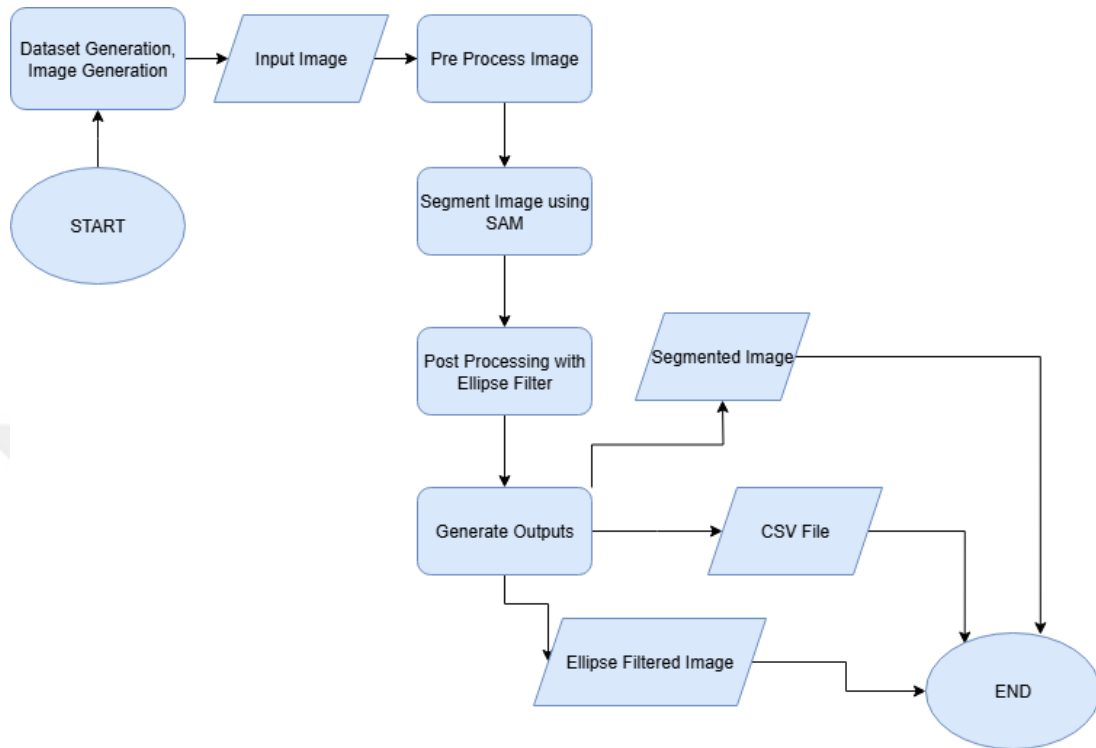 Dataset Generation,
Image Generation
Input Image
Pre Process Image
START
Segment Image using
SAM
Post Processing with
Ellipse Filter
Segmented Image
Generate Outputs
CSV File
Ellipse Filtered Image
END